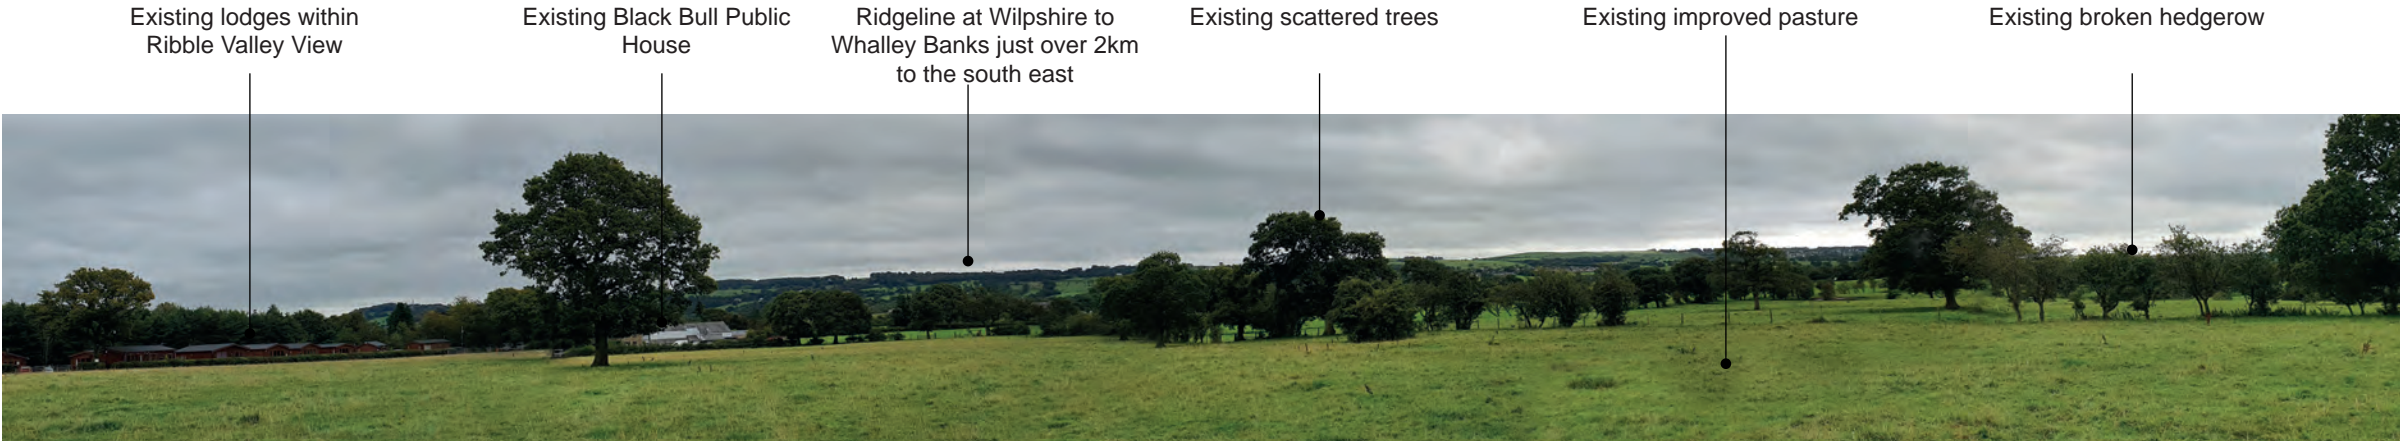 Existing lodges within
Ribble Valley View
Existing Black Bull Public
House
Ridgeline at Wilpshire to
Whalley Banks just over 2km
to the south east
Existing scattered trees
Existing improved pasture
Existing broken hedgerow